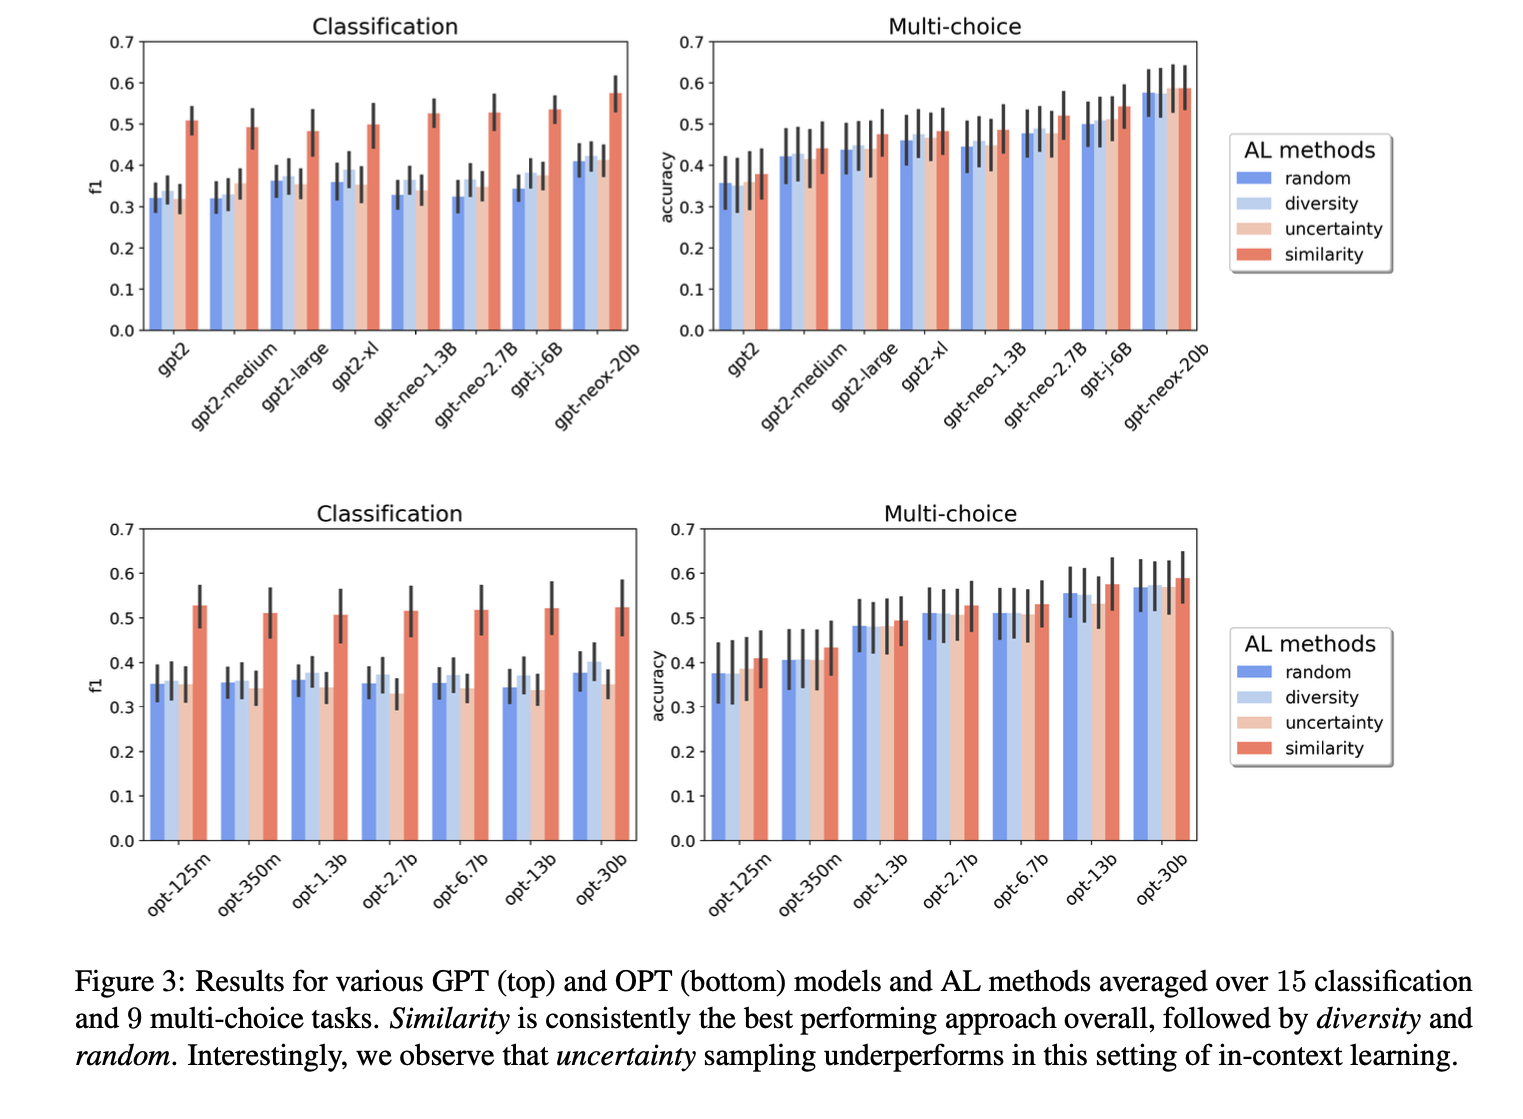 Classification
0.7
0.6
0.5
0.4
0.3
0.2
0.1
0.0
f1
gpt2
gpt2-medium
gpt2-large
gpt2-xl
gpt-neo-1.3B
gpt-neo-2.7B
gpt-j-6B
gpt-neox-20b
Multi-choice
0.7
0.6
0.5
0.4
0.3
0.2
0.1
0.0
accuracy
gpt2
gpt2-medium
gpt2-large
gpt2-xl
gpt-neo-1.3B
gpt-neo-2.7B
gpt-j-6B
gpt-neox-20b
AL methods
random
diversity
uncertainty
similarity
Classification
0.7
0.6
0.5
0.4
0.3
0.2
0.1
0.0
f1
opt-125m
opt-350m
opt-1.3b
opt-2.7b
opt-6.7b
opt-13b
opt-30b
Multi-choice
0.7
0.6
0.5
0.4
0.3
0.2
0.1
0.0
accuracy
opt-125m
opt-350m
opt-1.3b
opt-2.7b
opt-6.7b
opt-13b
opt-30b
AL methods
random
diversity
uncertainty
similarity
Figure 3: Results for various GPT (top) and OPT (bottom) models and AL methods averaged over 15 classification
and 9 multi-choice tasks. Similarity is consistently the best performing approach overall, followed by diversity and
random. Interestingly, we observe that uncertainty sampling underperforms in this setting of in-context learning.